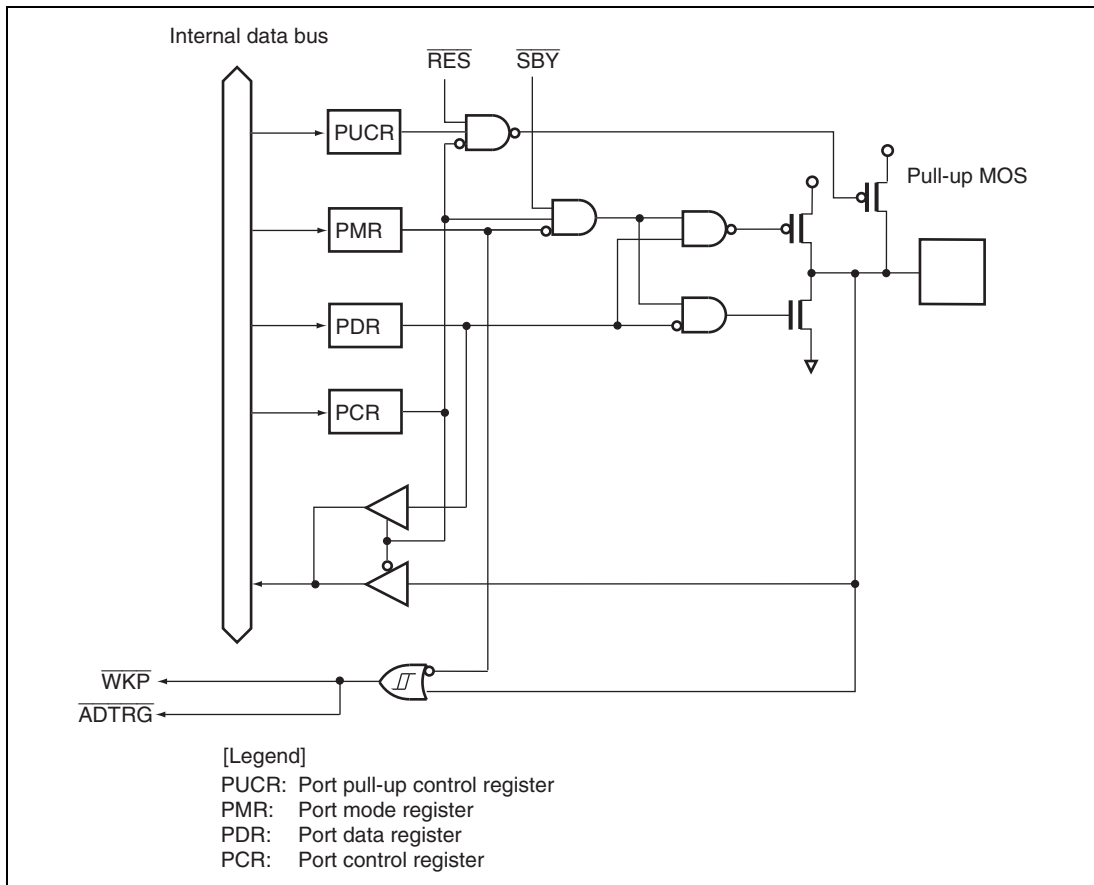 Internal data bus
RES
SBY
PUCR
Pull-up MOS
PMR
PDR
PCR
WKP
ADTRG
[Legend]
PUCR: Port pull-up control register
PMR: Port mode register
PDR: Port data register
PCR: Port control register